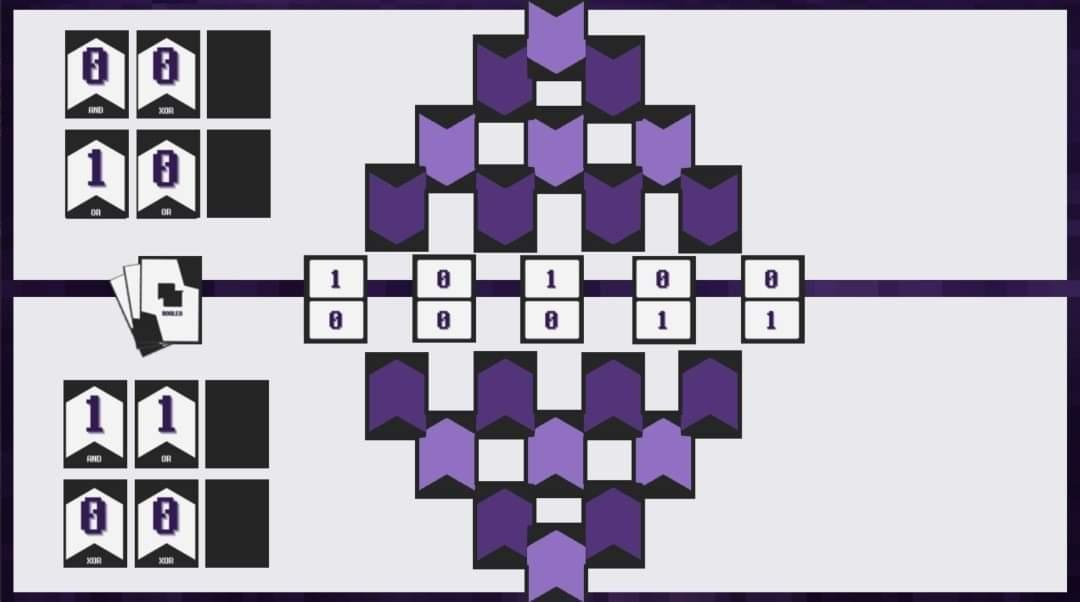 0 0
AND XOR
1 0
OR OR
1 0 1 0 0
BOOLEO
0 0 0 1 1
1 1
AND OR
0 0
XOR XOR